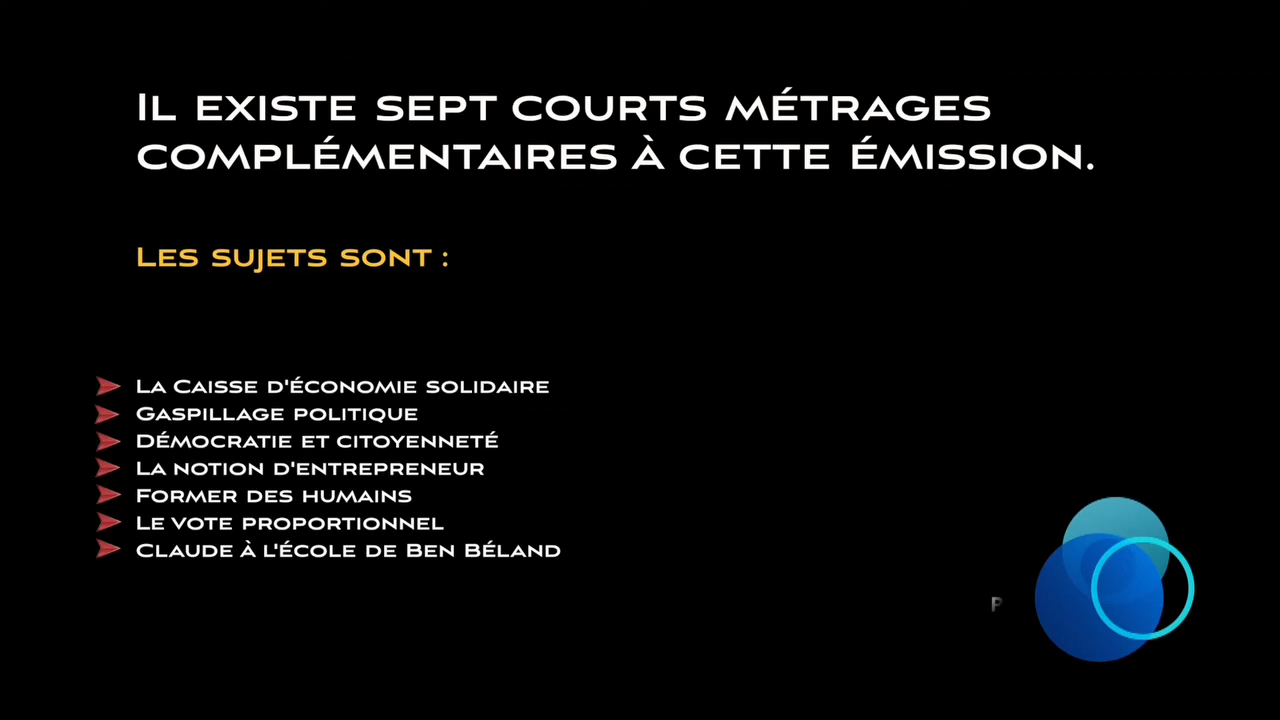 Il existe sept courts métrages
complémentaires à cette émission.
Les sujets sont :
La Caisse d'économie solidaire
Gaspillage politique
Démocratie et citoyenneté
La notion d'entrepreneur
Former des humains
Le vote proportionnel
Claude à l'école de Ben Béland
P